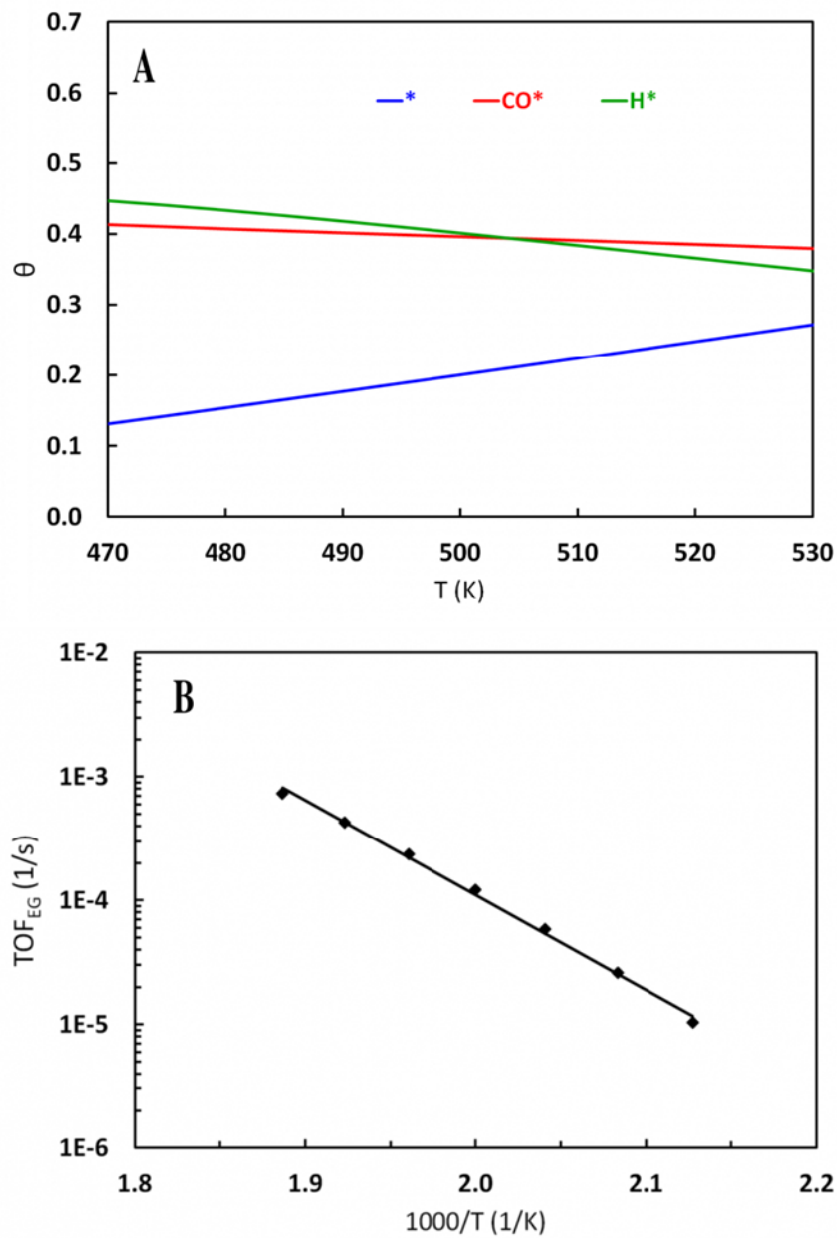 0.7
A
0.6
* CO* H*
0.5
0.4
θ
0.3
0.2
0.1
0.0
470 480 490 500 510 520 530
T (K)
1E-2
B
1E-3
TOF_EG (1/s)
1E-4
1E-5
1E-6
1.8 1.9 2.0 2.1 2.2
1000/T (1/K)